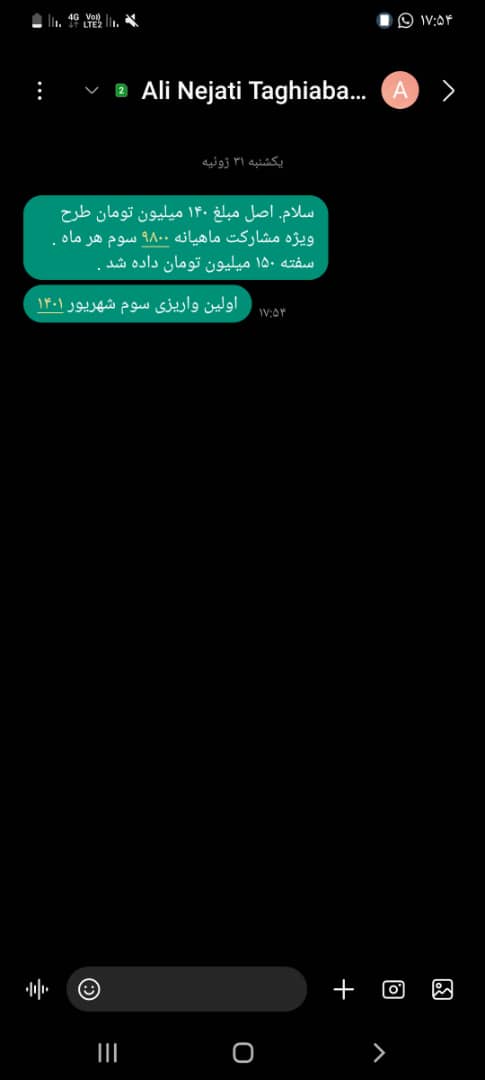 4G
Vo)
LTE2
۱۷:۵۴
2
Ali Nejati Taghiaba...
A
یکشنبه ۳۱ ژوئیه
سلام. اصل مبلغ ۱۴۰ میلیون تومان طرح
ویژه مشارکت ماهیانه ۹۸۰۰ سوم هر ماه .
سفته ۱۵۰ میلیون تومان داده شد .
اولین واریزی سوم شهریور ۱۴۰۱
۱۷:۵۴